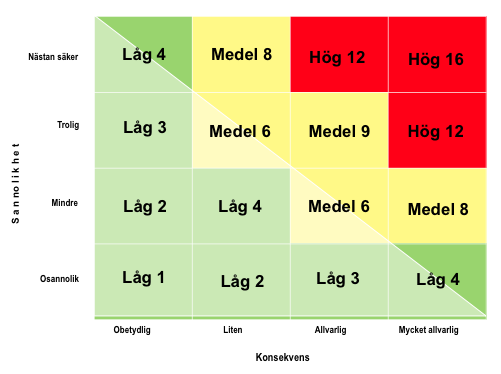 Nästan säker
Låg 4
Medel 8
Hög 12
Hög 16
Trolig
Låg 3
Medel 6
Medel 9
Hög 12
Sannolikhet
Mindre
Låg 2
Låg 4
Medel 6
Medel 8
Osannolik
Låg 1
Låg 2
Låg 3
Låg 4
Obetydlig
Liten
Allvarlig
Mycket allvarlig
Konsekvens